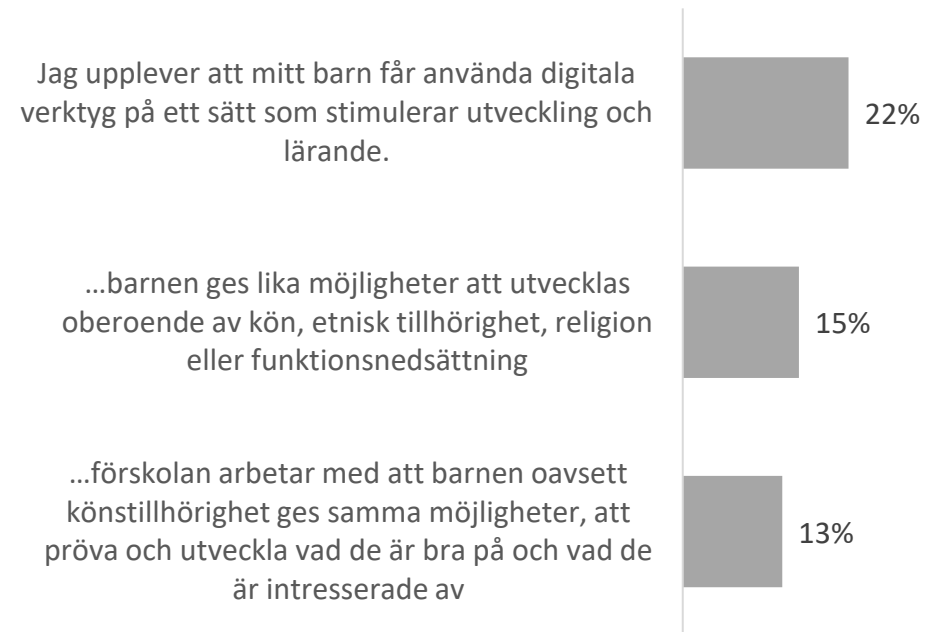 Jag upplever att mitt barn får använda digitala
verktyg på ett sätt som stimulerar utveckling och
lärande.
22%
...barnen ges lika möjligheter att utvecklas
oberoende av kön, etnisk tillhörighet, religion
eller funktionsnedsättning
15%
...förskolan arbetar med att barnen oavsett
könstillhörighet ges samma möjligheter, att
pröva och utveckla vad de är bra på och vad de
är intresserade av
13%